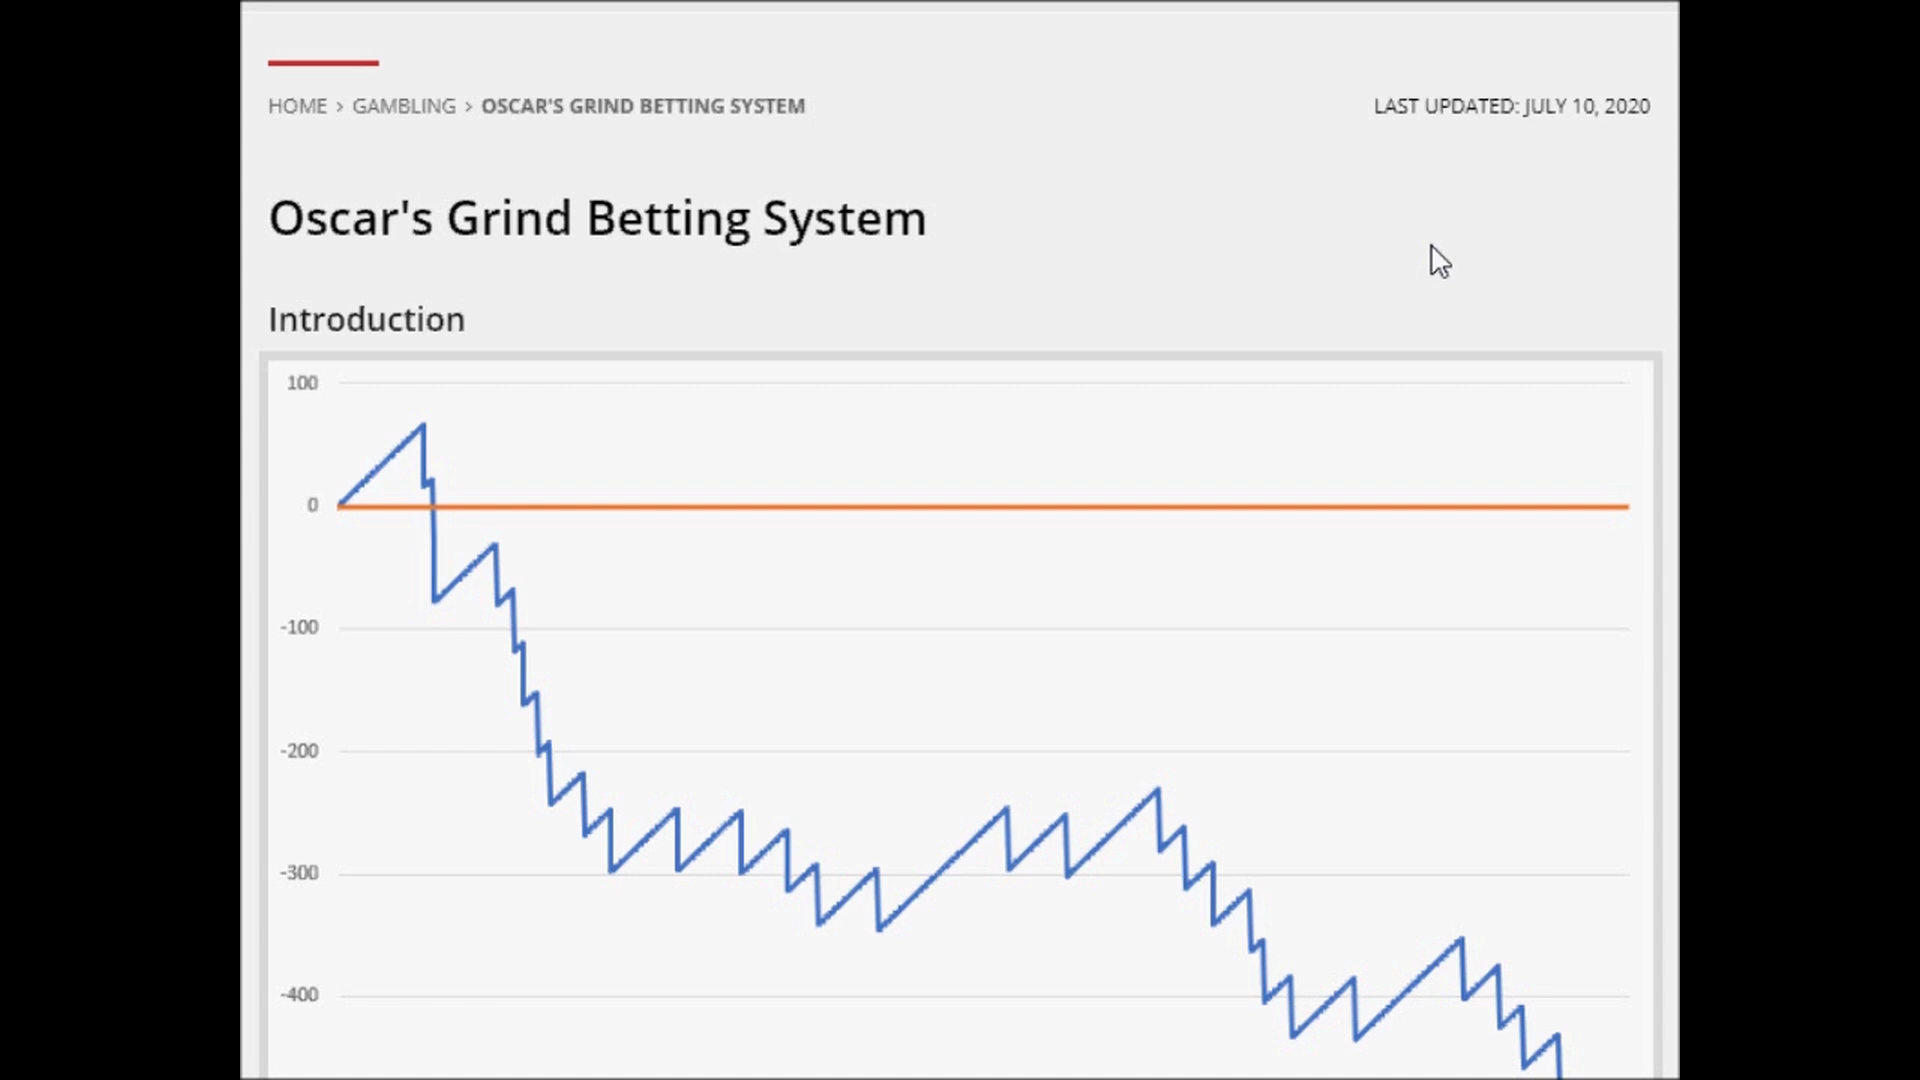 HOME > GAMBLING > OSCAR'S GRIND BETTING SYSTEM
LAST UPDATED: JULY 10, 2020
Oscar's Grind Betting System
Introduction
100
0
-100
-200
-300
-400